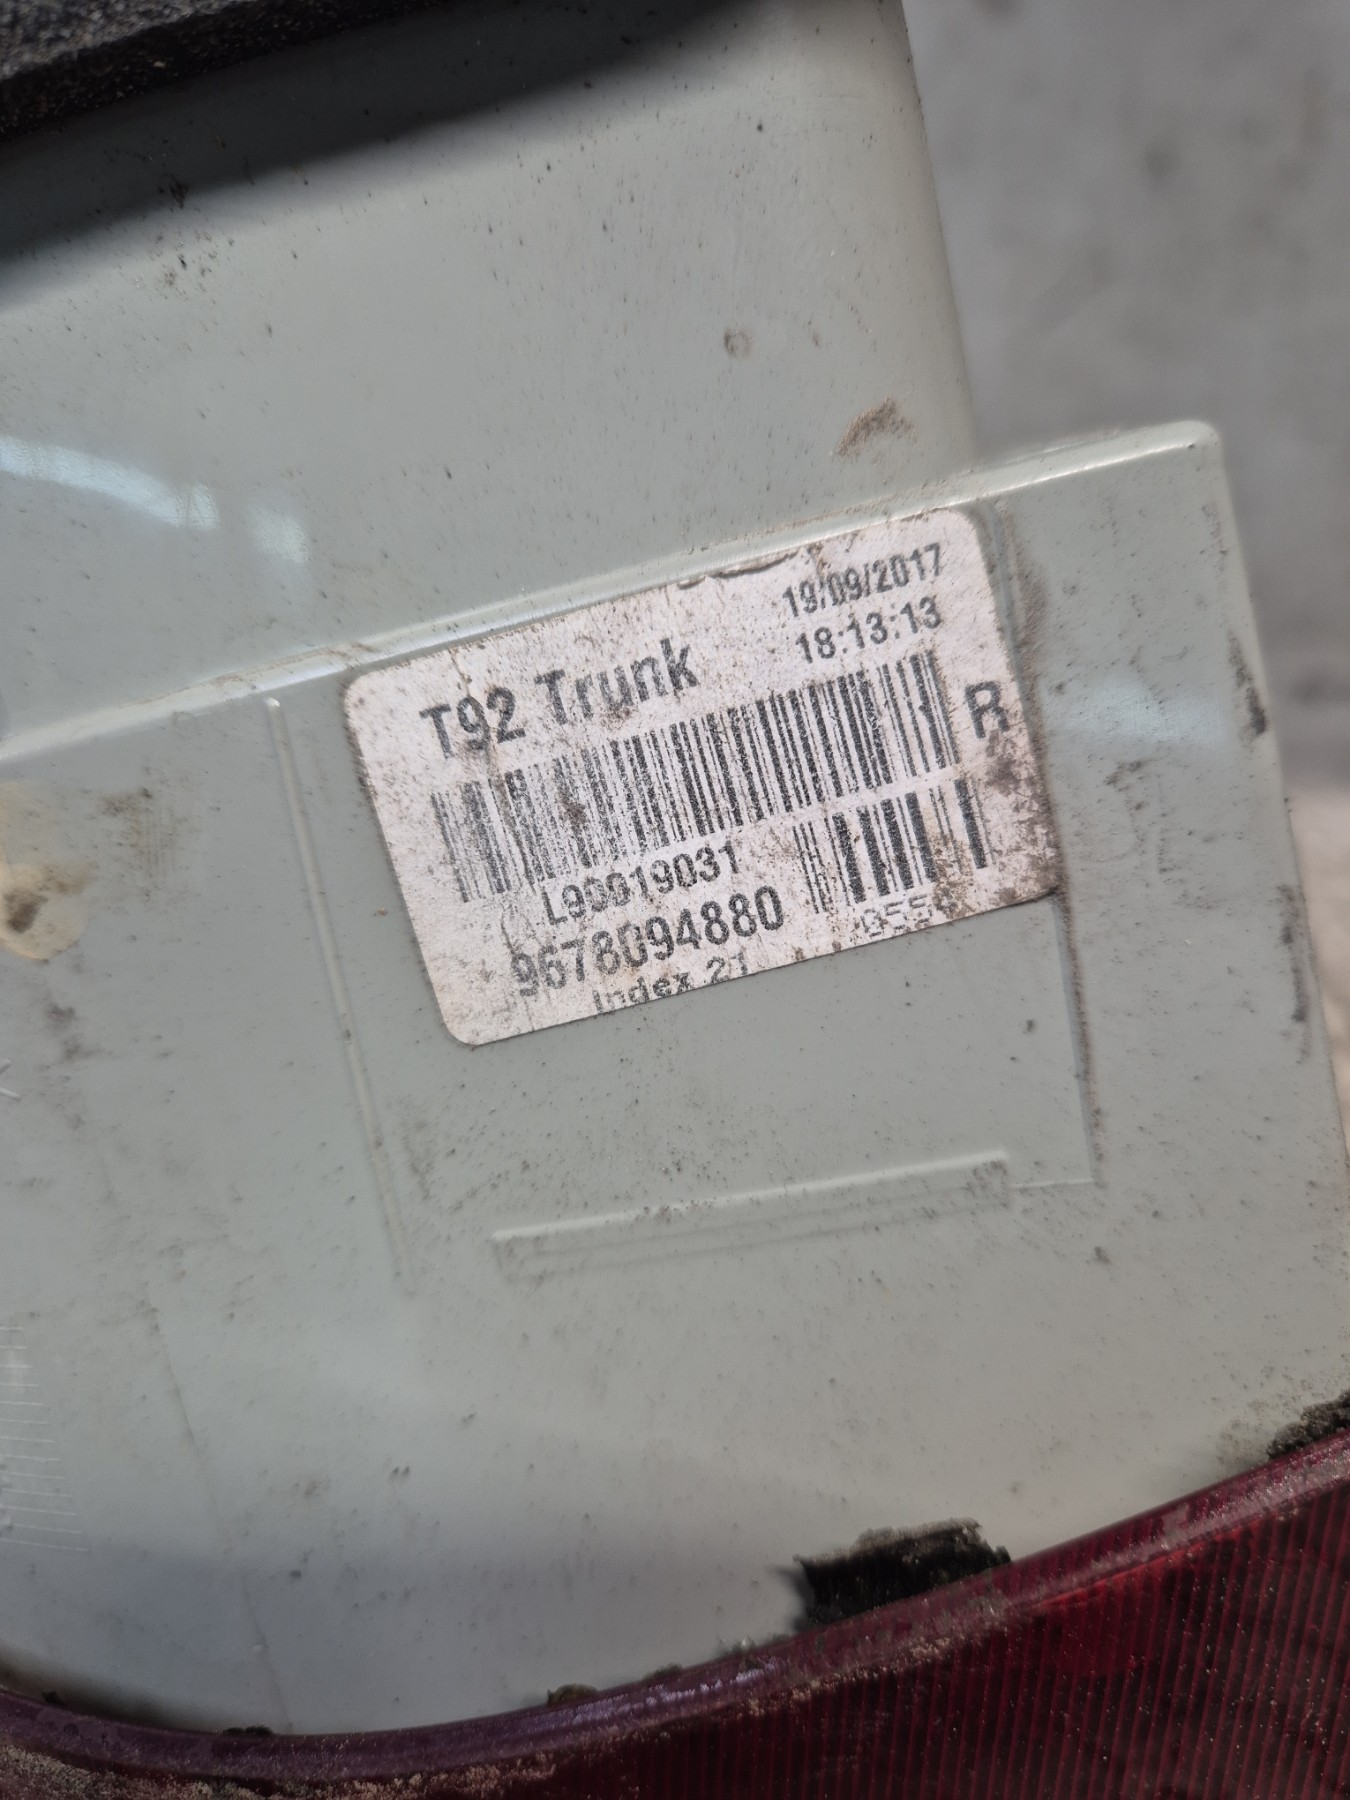 19/09/2017
T92 Trunk 18:13:13
R
L90019031
9678094880
Index 21